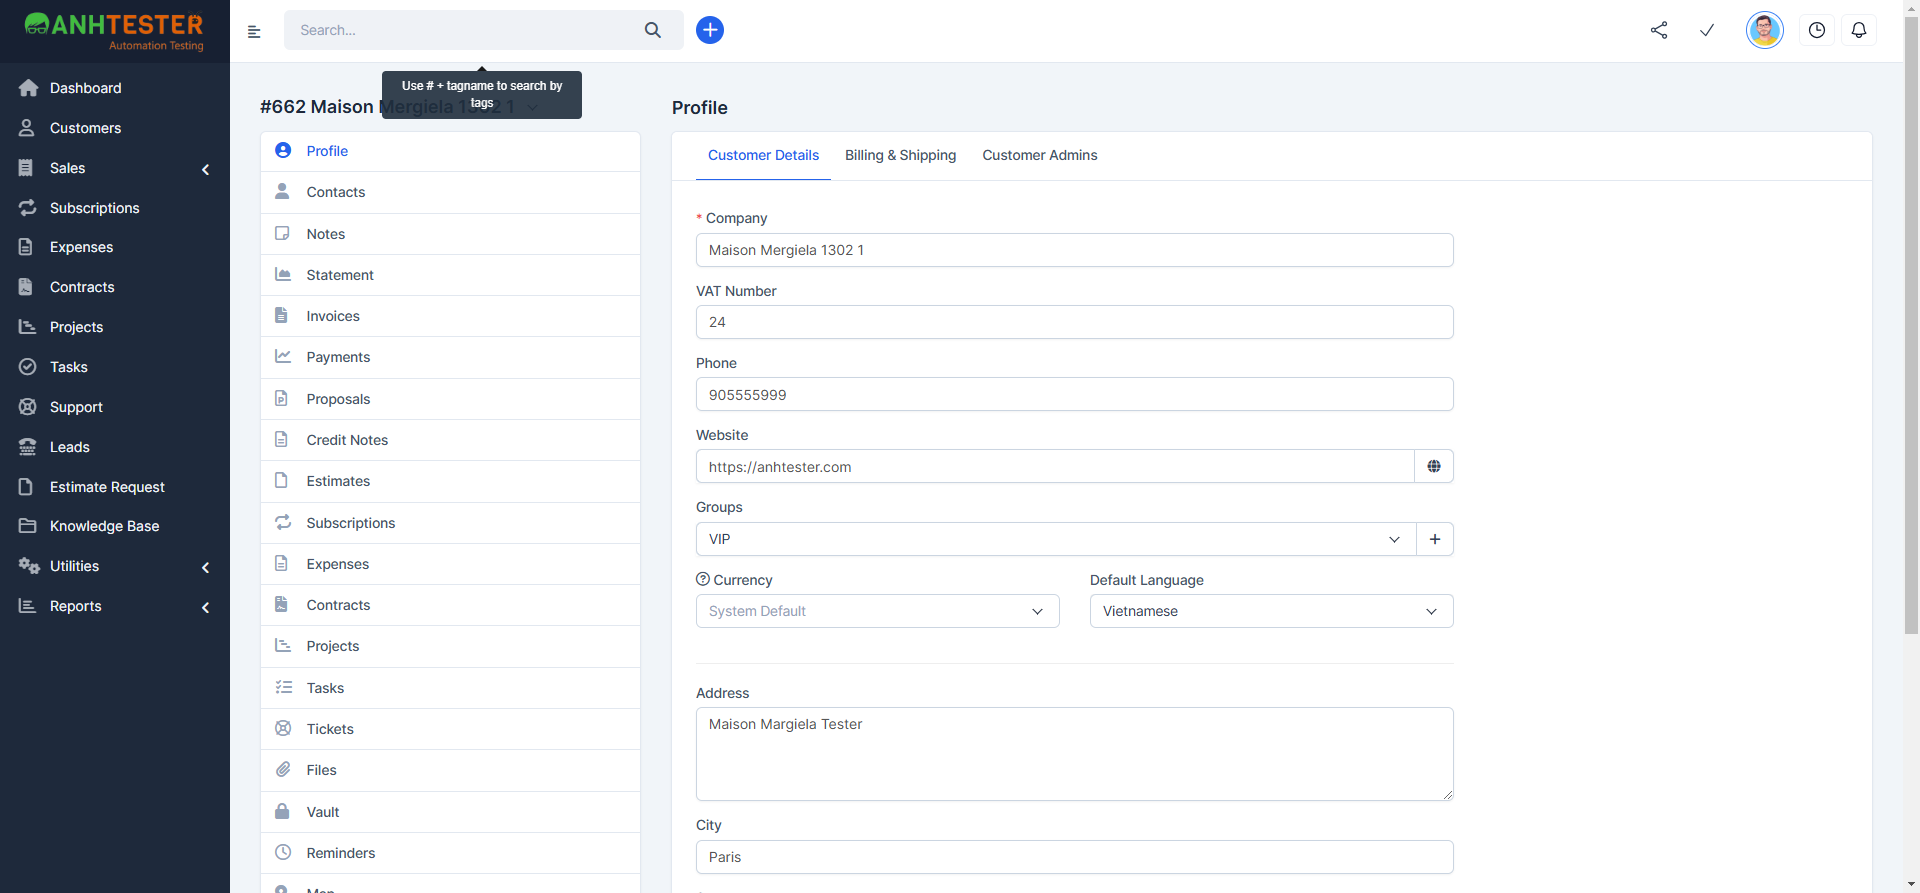 ANHTESTER
Automation Testing
Dashboard
Customers
Sales
Subscriptions
Expenses
Contracts
Projects
Tasks
Support
Leads
Estimate Request
Knowledge Base
Utilities
Reports
Search...
Use # + tagname to search by
tags
#662 Maison Mergiela 1302 1
Profile
Contacts
Notes
Statement
Invoices
Payments
Proposals
Credit Notes
Estimates
Subscriptions
Expenses
Contracts
Projects
Tasks
Tickets
Files
Vault
Reminders
Map
Profile
Customer Details
Billing & Shipping
Customer Admins
* Company
Maison Mergiela 1302 1
VAT Number
24
Phone
905555999
Website
https://anhtester.com
Groups
VIP
Currency
System Default
Default Language
Vietnamese
Address
Maison Margiela Tester
City
Paris